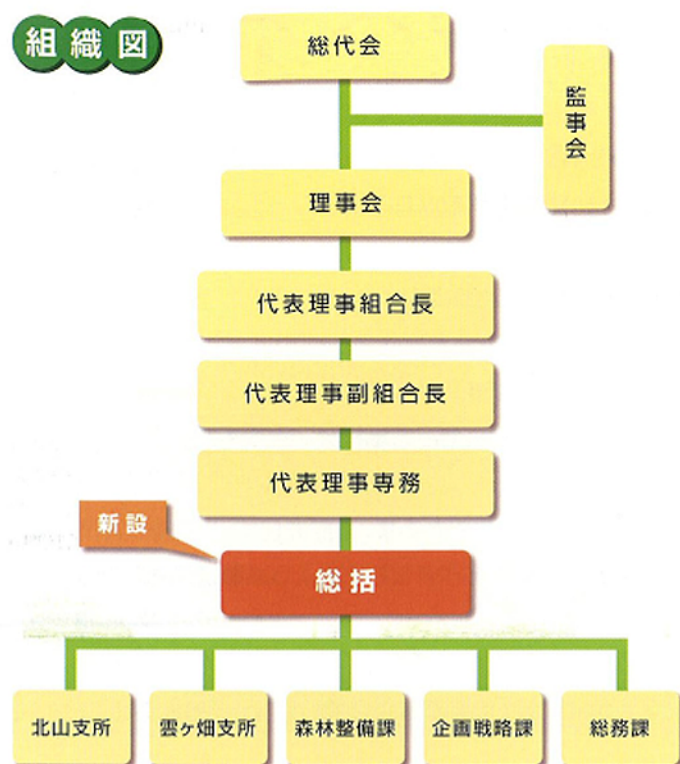 組織図
総代会
監事会
理事会
代表理事組合長
代表理事副組合長
代表理事専務
新設
総括
北山支所
雲ヶ畑支所
森林整備課
企画戦略課
総務課